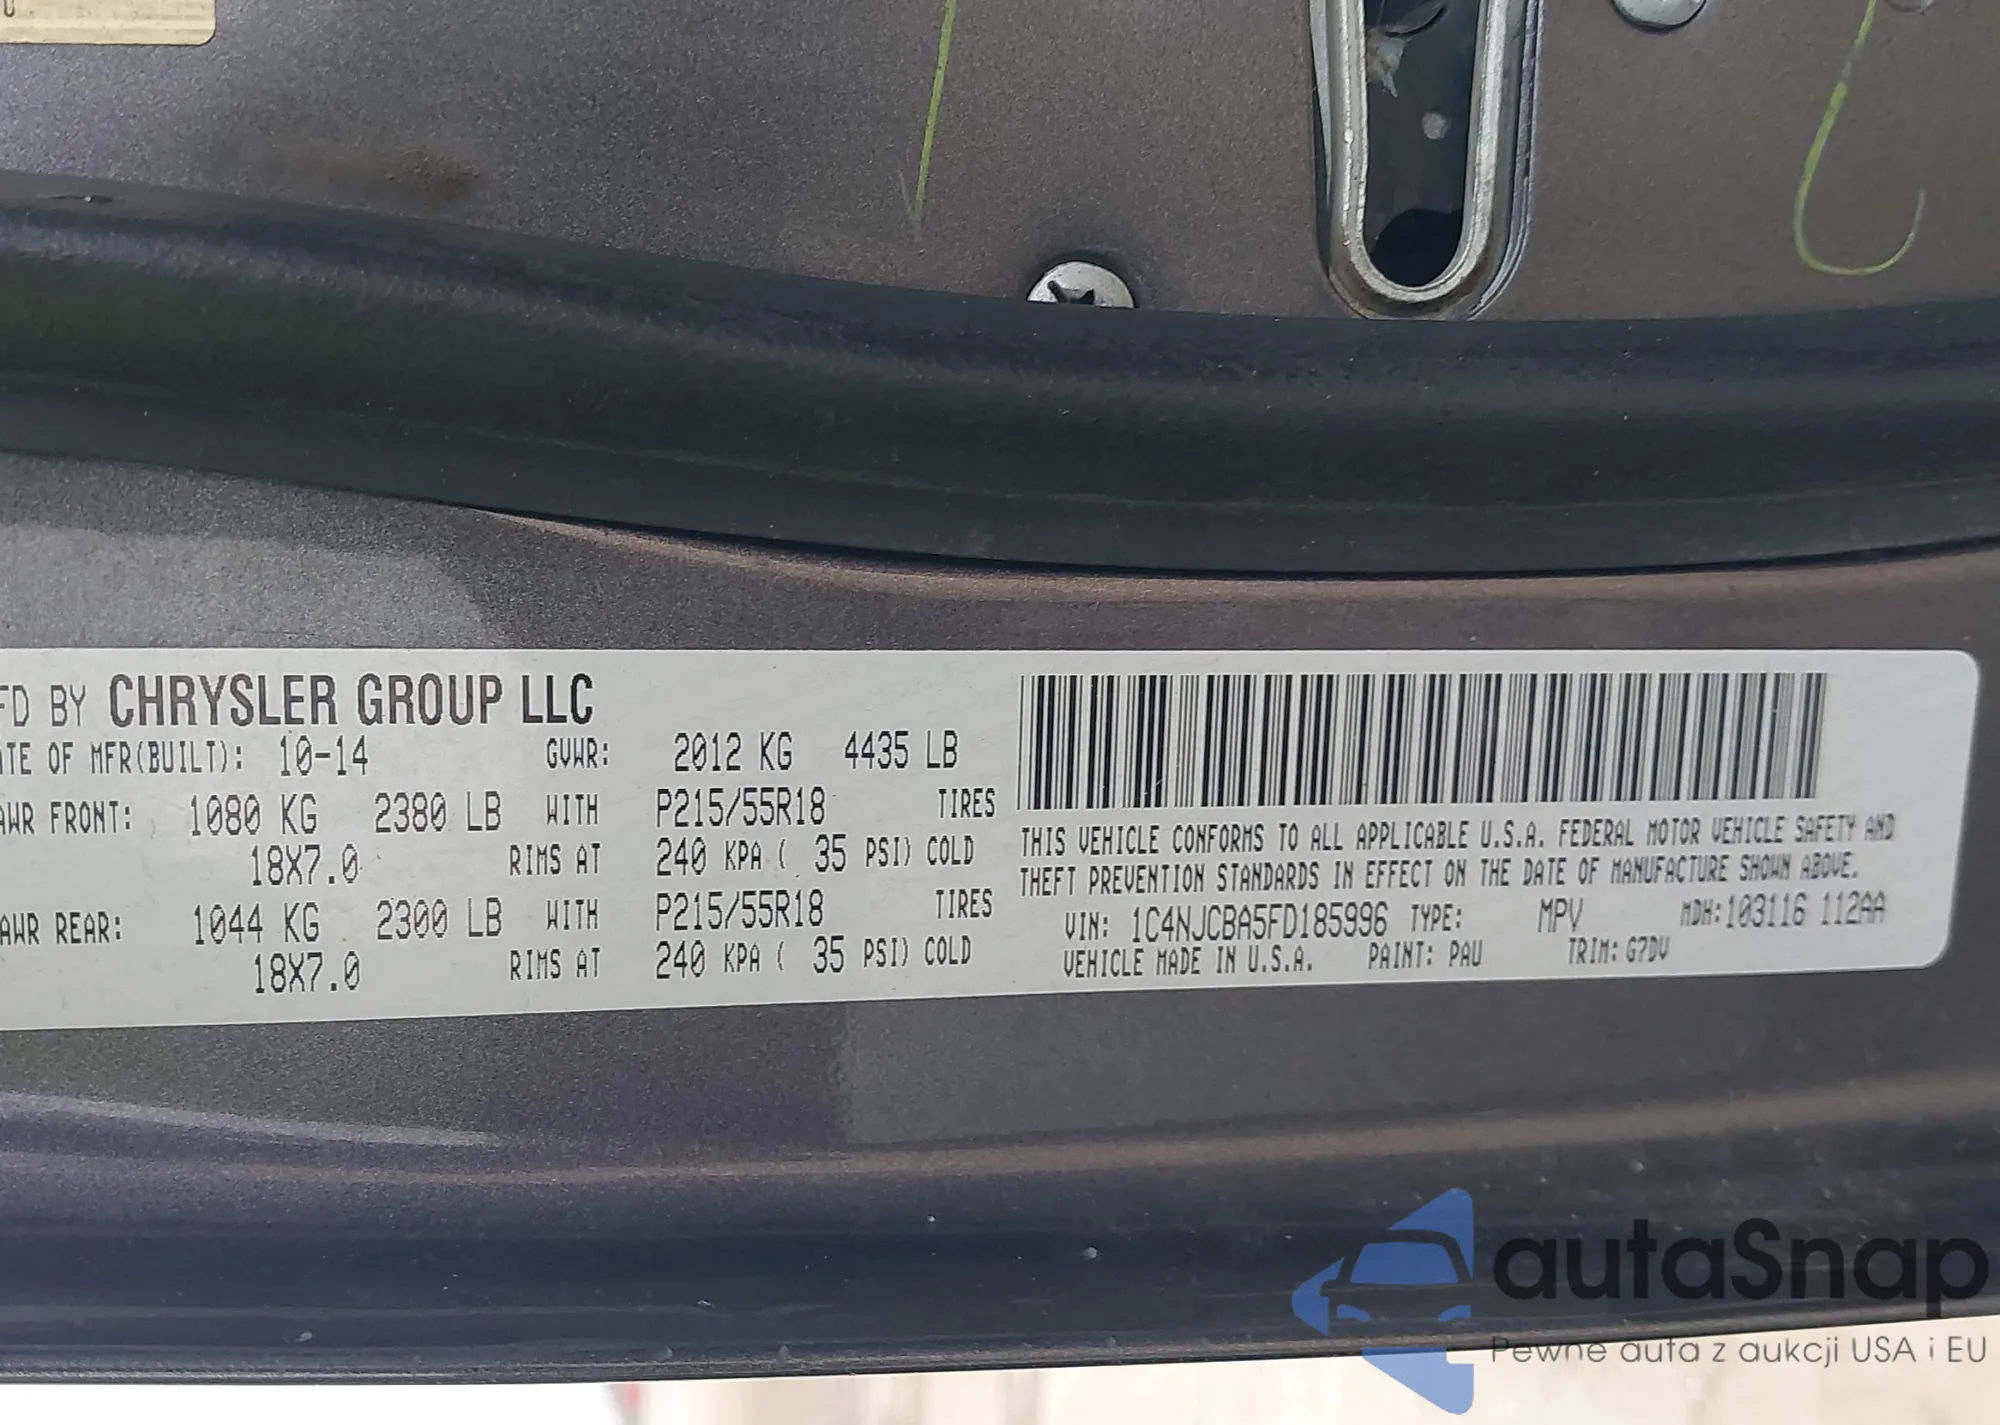 FD BY CHRYSLER GROUP LLC
ATE OF MFR(BUILT): 10-14 GVWR: 2012 KG 4435 LB
AWR FRONT: 1080 KG 2380 LB WITH P215/55R18 TIRES
18X7.0 RIMS AT 240 KPA ( 35 PSI) COLD
AWR REAR: 1044 KG 2300 LB WITH P215/55R18 TIRES
18X7.0 RIMS AT 240 KPA ( 35 PSI) COLD
THIS VEHICLE CONFORMS TO ALL APPLICABLE U.S.A. FEDERAL MOTOR VEHICLE SAFETY AND
THEFT PREVENTION STANDARDS IN EFFECT ON THE DATE OF MANUFACTURE SHOWN ABOVE.
VIN: 1C4NJCBA5FD185996 TYPE: MPV MDH:103116 112AA
VEHICLE MADE IN U.S.A. PAINT: PAU TRIM: G7DV
autaSnap
Pewne auta z aukcji USA i EU